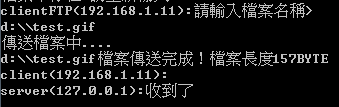 clientFTP(192.168.1.11):請輸入檔案名稱>
d:\\test.gif
傳送檔案中....
d:\\test.gif檔案傳送完成！檔案長度157BYTE
client(192.168.1.11):
server(127.0.0.1):收到了